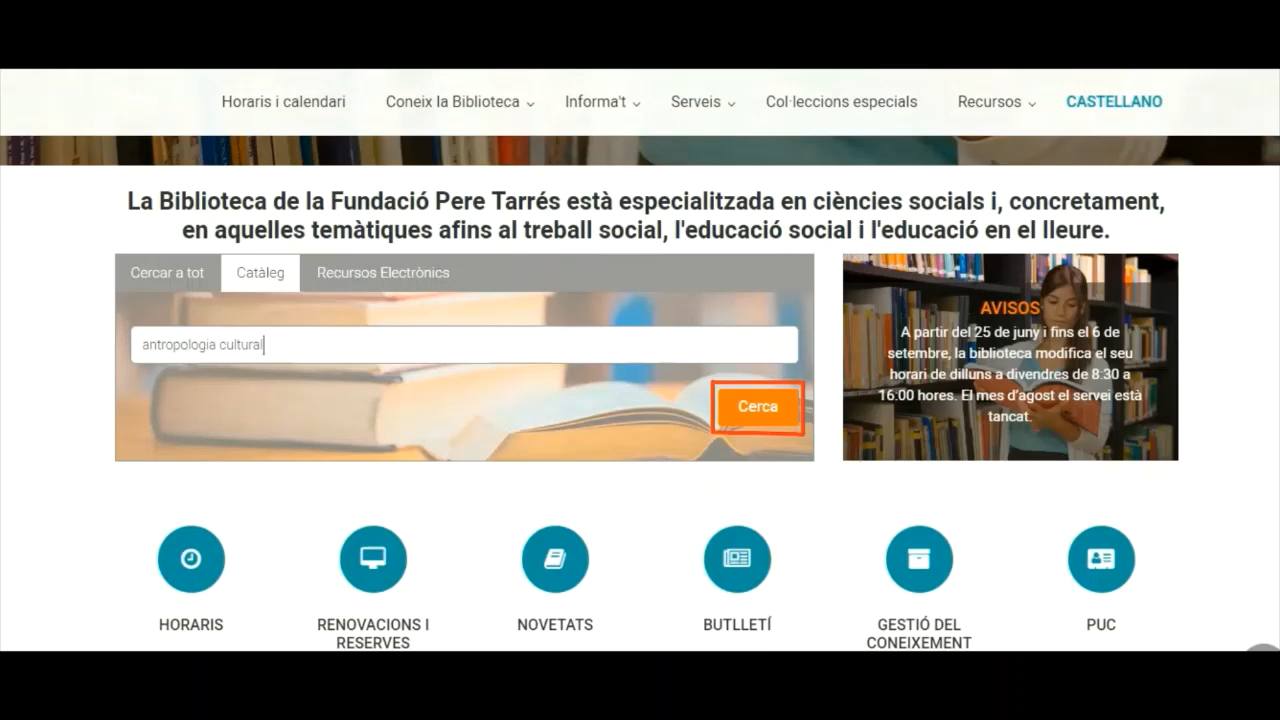 Horaris i calendari Coneix la Biblioteca Informa't Serveis Col·leccions especials Recursos CASTELLANO
La Biblioteca de la Fundació Pere Tarrés està especialitzada en ciències socials i, concretament,
en aquelles temàtiques afins al treball social, l'educació social i l'educació en el lleure.
Cercar a tot Catàleg Recursos Electrònics
antropologia cultural
Cerca
AVISOS
A partir del 25 de juny i fins el 6 de
setembre, la biblioteca modifica el seu
horari de dilluns a divendres de 8:30 a
16:00 hores. El mes d'agost el servei està
tancat.
HORARIS
RENOVACIONS I
RESERVES
NOVETATS
BUTLLETÍ
GESTIÓ DEL
CONEIXEMENT
PUC